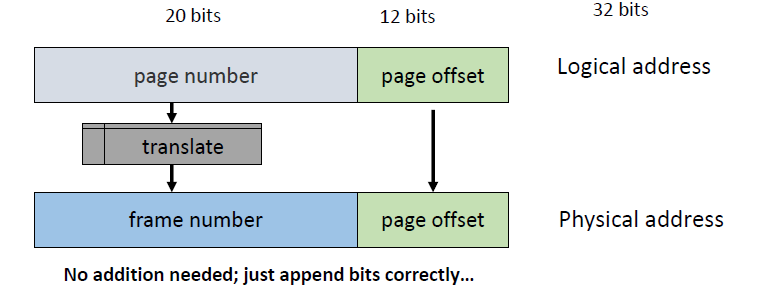 20 bits 12 bits 32 bits
page number page offset Logical address
translate
frame number page offset Physical address
No addition needed; just append bits correctly...